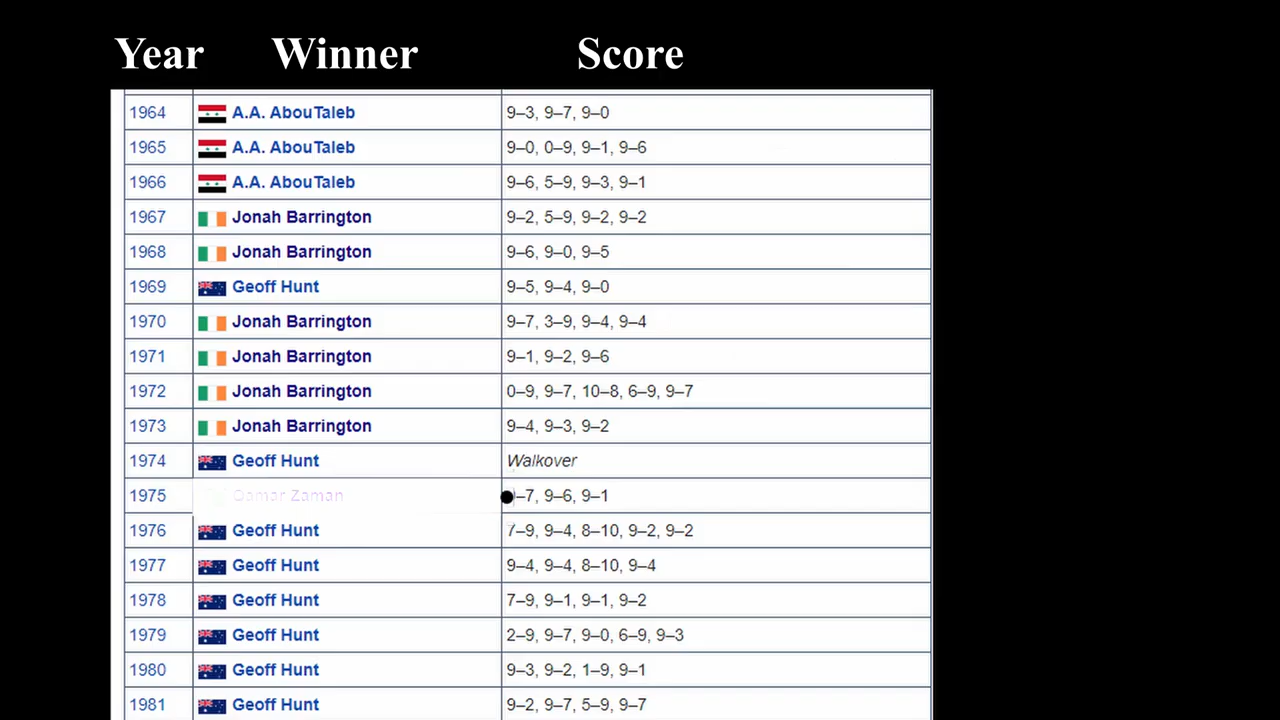 Year Winner Score
1964 A.A. AbouTaleb 9–3, 9–7, 9–0
1965 A.A. AbouTaleb 9–0, 0–9, 9–1, 9–6
1966 A.A. AbouTaleb 9–6, 5–9, 9–3, 9–1
1967 Jonah Barrington 9–2, 5–9, 9–2, 9–2
1968 Jonah Barrington 9–6, 9–0, 9–5
1969 Geoff Hunt 9–5, 9–4, 9–0
1970 Jonah Barrington 9–7, 3–9, 9–4, 9–4
1971 Jonah Barrington 9–1, 9–2, 9–6
1972 Jonah Barrington 0–9, 9–7, 10–8, 6–9, 9–7
1973 Jonah Barrington 9–4, 9–3, 9–2
1974 Geoff Hunt Walkover
1975 Qamar Zaman –7, 9–6, 9–1
1976 Geoff Hunt 7–9, 9–4, 8–10, 9–2, 9–2
1977 Geoff Hunt 9–4, 9–4, 8–10, 9–4
1978 Geoff Hunt 7–9, 9–1, 9–1, 9–2
1979 Geoff Hunt 2–9, 9–7, 9–0, 6–9, 9–3
1980 Geoff Hunt 9–3, 9–2, 1–9, 9–1
1981 Geoff Hunt 9–2, 9–7, 5–9, 9–7